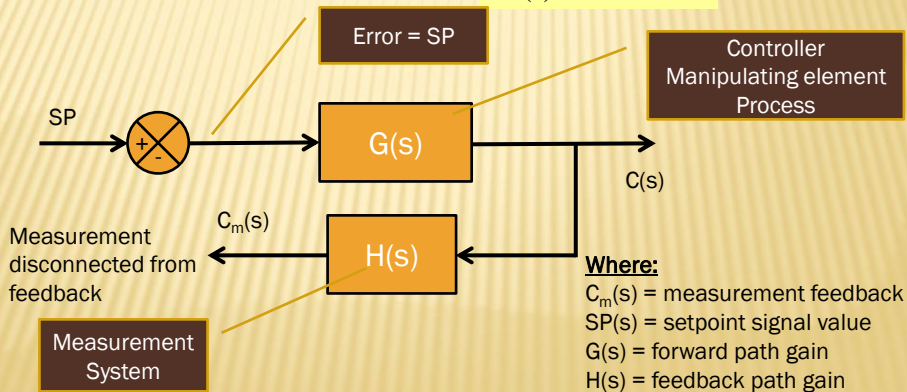 Error = SP
Controller
Manipulating element
Process
SP
+
-
G(s)
C(s)
Cₘ(s)
H(s)
Measurement
disconnected from
feedback
Measurement
System
Where:
Cₘ(s) = measurement feedback
SP(s) = setpoint signal value
G(s) = forward path gain
H(s) = feedback path gain